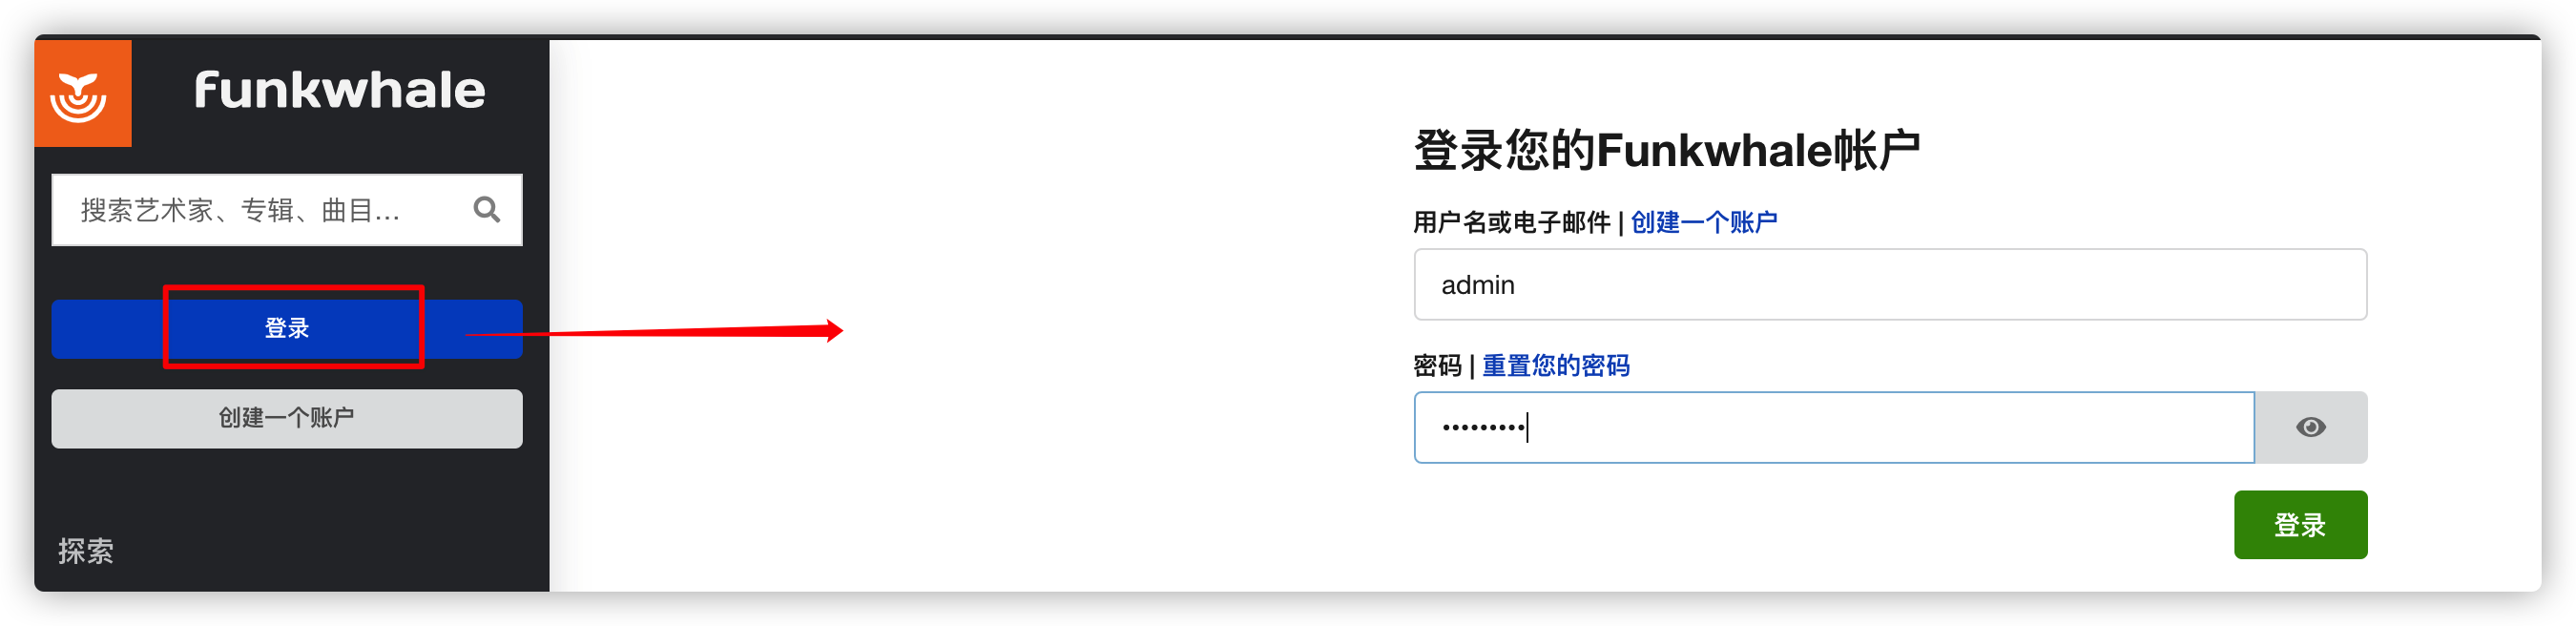 funkwhale
搜索艺术家、专辑、曲目...
登录
创建一个账户
探索
登录您的Funkwhale帐户
用户名或电子邮件 | 创建一个账户
admin
密码 | 重置您的密码
•••••••••
登录